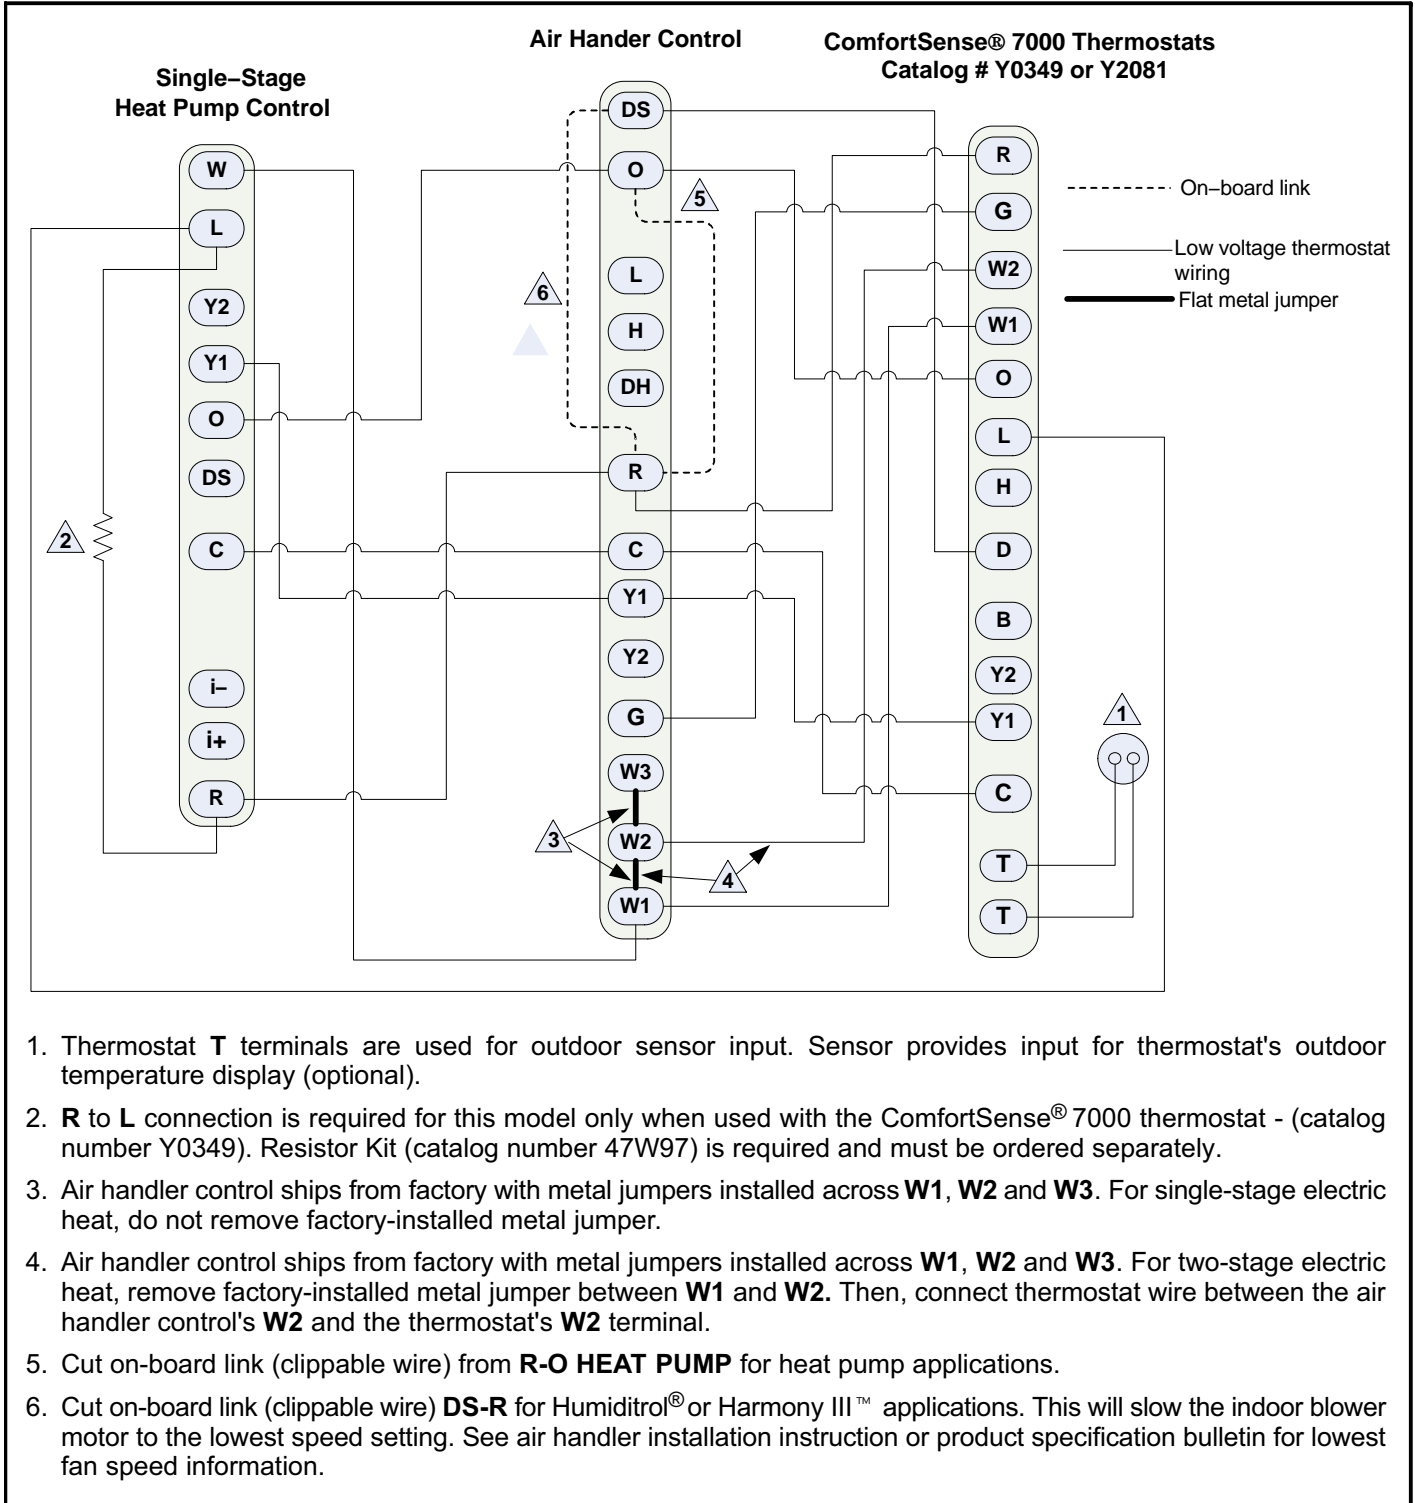 Air Hander Control
ComfortSense® 7000 Thermostats
Catalog # Y0349 or Y2081
Single–Stage
Heat Pump Control
W
L
Y2
Y1
O
DS
C
i–
i+
R
2
DS
O
L
H
DH
R
C
Y1
Y2
G
W3
W2
W1
5
6
3
4
R
G
W2
W1
O
L
H
D
B
Y2
Y1
C
T
T
1
On–board link
Low voltage thermostat
wiring
Flat metal jumper
1. Thermostat T terminals are used for outdoor sensor input. Sensor provides input for thermostat's outdoor
temperature display (optional).
2. R to L connection is required for this model only when used with the ComfortSense® 7000 thermostat - (catalog
number Y0349). Resistor Kit (catalog number 47W97) is required and must be ordered separately.
3. Air handler control ships from factory with metal jumpers installed across W1, W2 and W3. For single-stage electric
heat, do not remove factory-installed metal jumper.
4. Air handler control ships from factory with metal jumpers installed across W1, W2 and W3. For two-stage electric
heat, remove factory-installed metal jumper between W1 and W2. Then, connect thermostat wire between the air
handler control's W2 and the thermostat's W2 terminal.
5. Cut on-board link (clippable wire) from R-O HEAT PUMP for heat pump applications.
6. Cut on-board link (clippable wire) DS-R for Humiditrol® or Harmony III™ applications. This will slow the indoor blower
motor to the lowest speed setting. See air handler installation instruction or product specification bulletin for lowest
fan speed information.